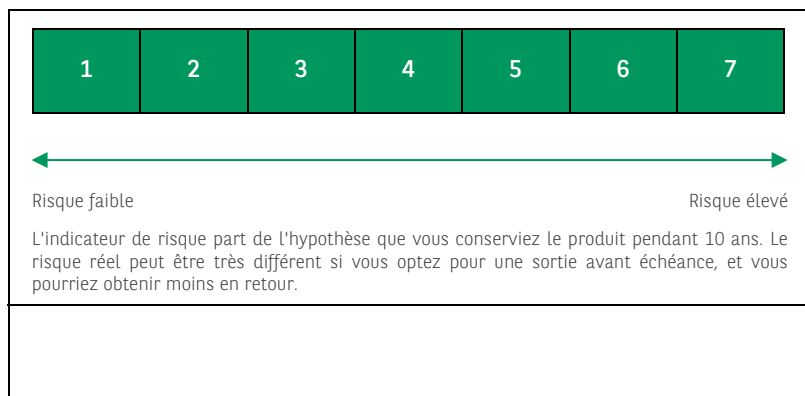 1 2 3 4 5 6 7
Risque faible Risque élevé
L'indicateur de risque part de l'hypothèse que vous conserviez le produit pendant 10 ans. Le
risque réel peut être très différent si vous optez pour une sortie avant échéance, et vous
pourriez obtenir moins en retour.